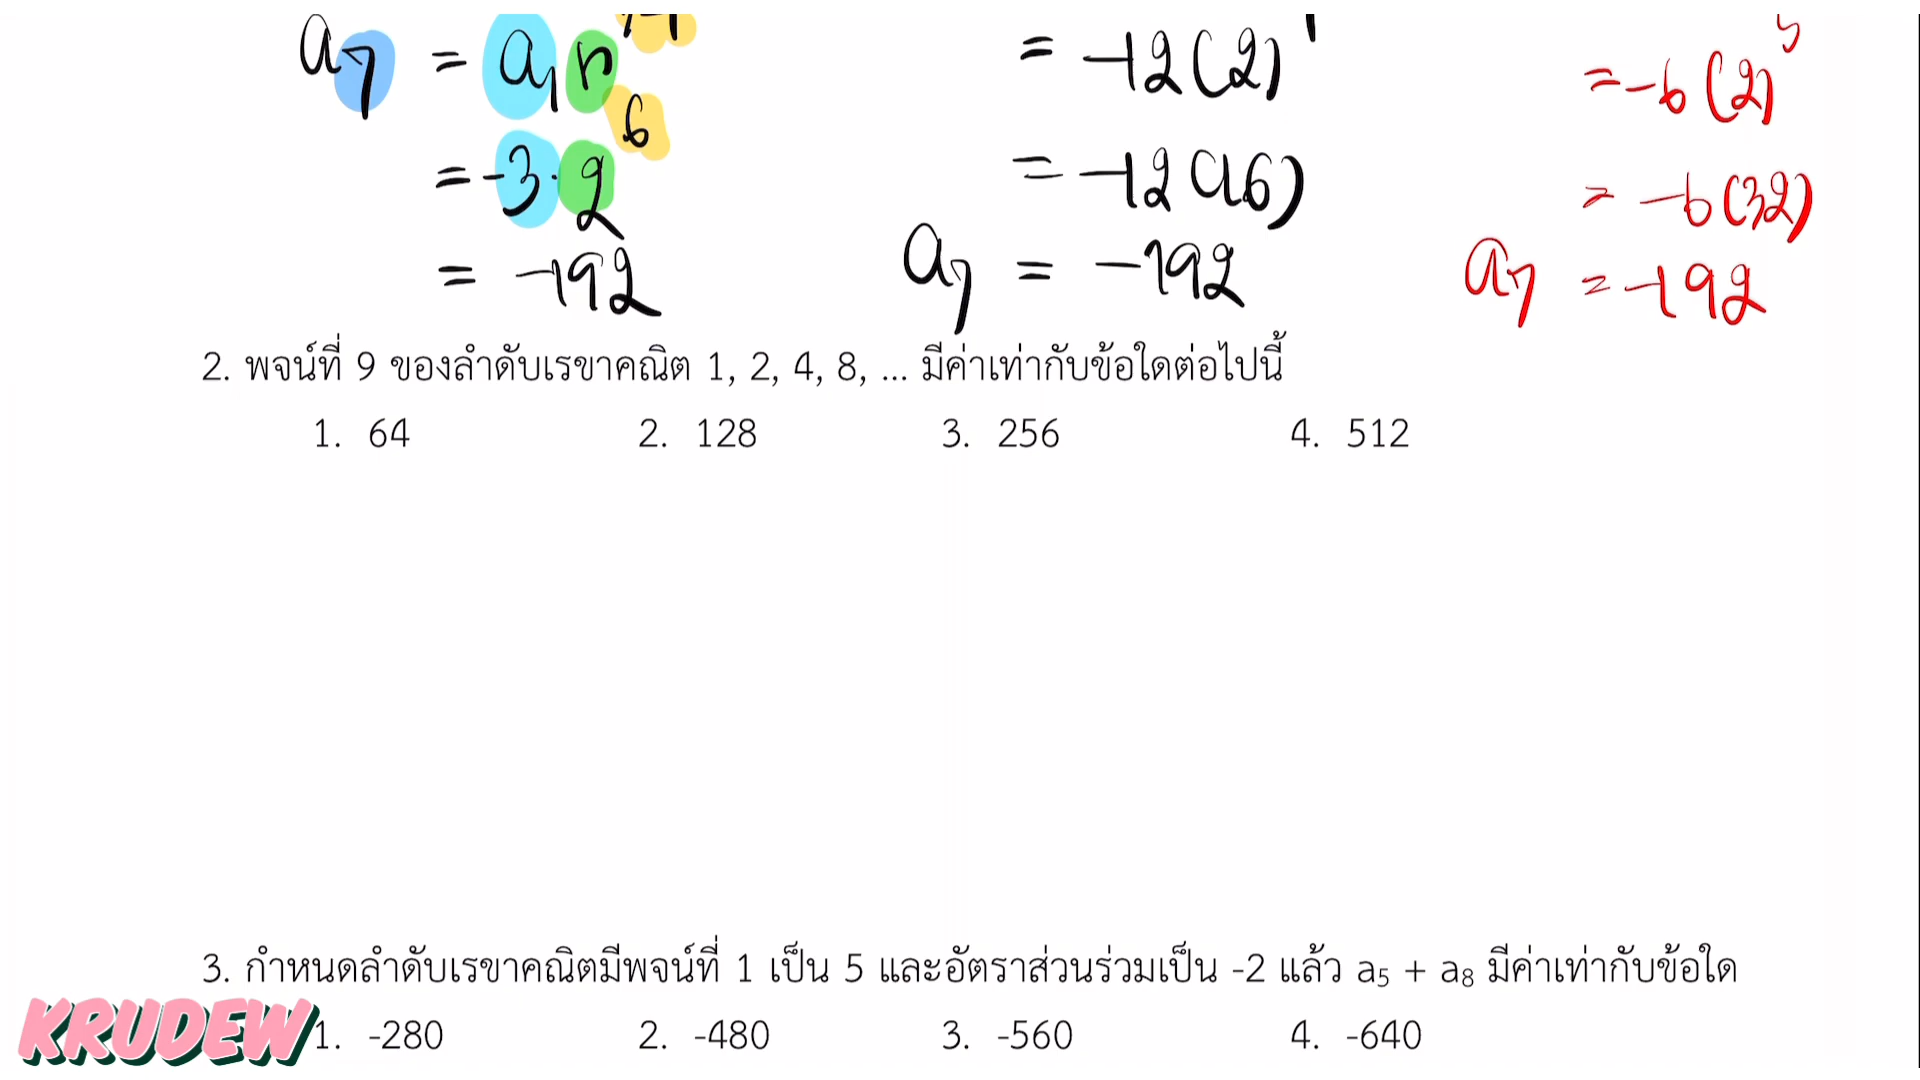 a₇ = a₁r⁷⁻¹
= -3·2⁶
= -192
= -12(2)⁴
= -12(16)
a₇ = -192
= -6(2)⁵
= -6(32)
a₇ = -192
2. พจน์ที่ 9 ของลำดับเรขาคณิต 1, 2, 4, 8, ... มีค่าเท่ากับข้อใดต่อไปนี้
1. 64 2. 128 3. 256 4. 512
3. กำหนดลำดับเรขาคณิตมีพจน์ที่ 1 เป็น 5 และอัตราส่วนร่วมเป็น -2 แล้ว a₅ + a₈ มีค่าเท่ากับข้อใด
1. -280 2. -480 3. -560 4. -640
KRUDEW